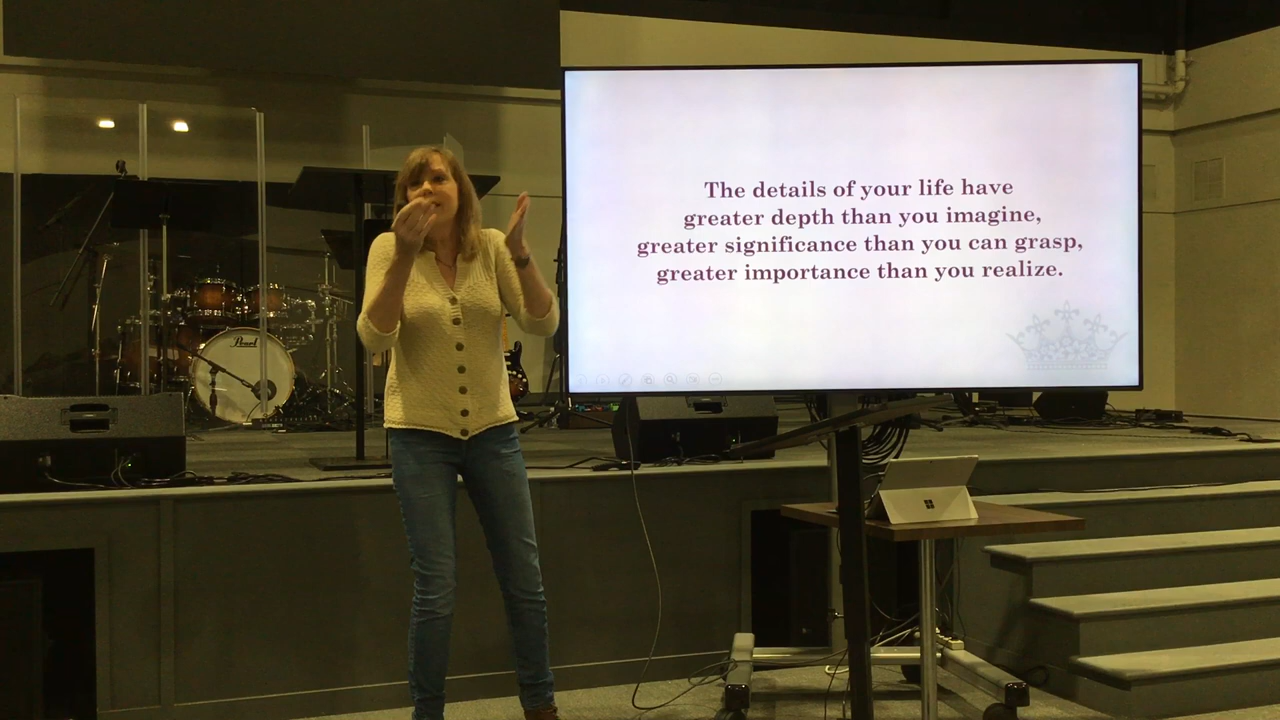 The details of your life have
greater depth than you imagine,
greater significance than you can grasp,
greater importance than you realize.
Pearl